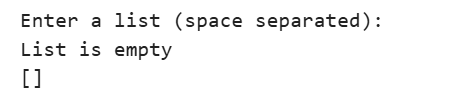 Enter a list (space separated):
List is empty
[]